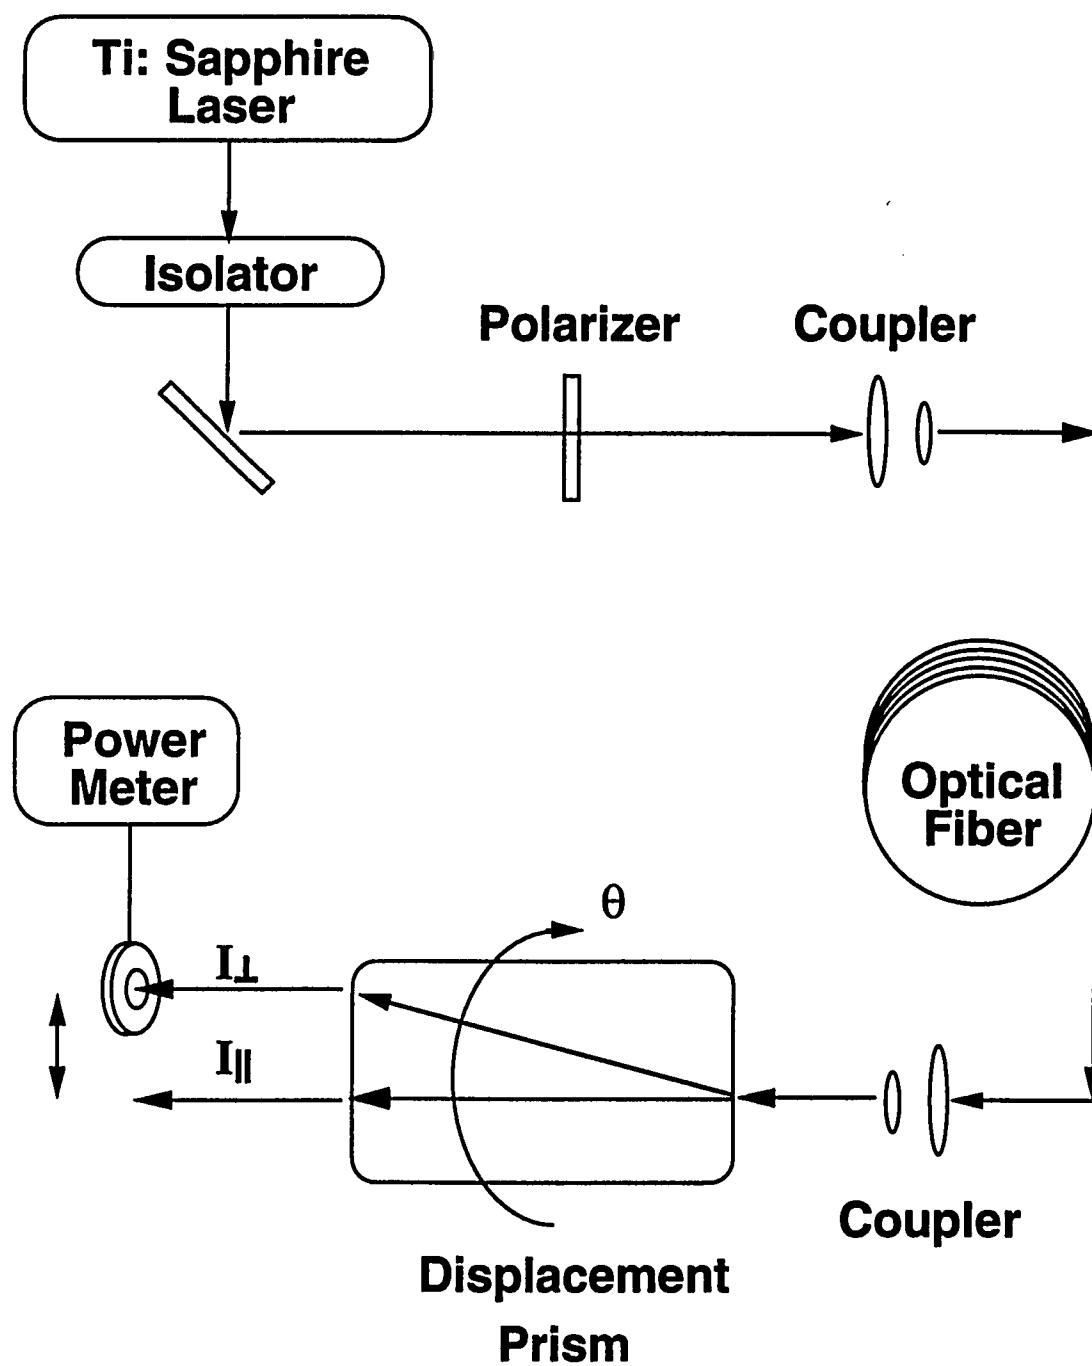 Ti: Sapphire
Laser
Isolator
Polarizer
Coupler
Power
Meter
Optical
Fiber
θ
I⊥
I||
Coupler
Displacement
Prism